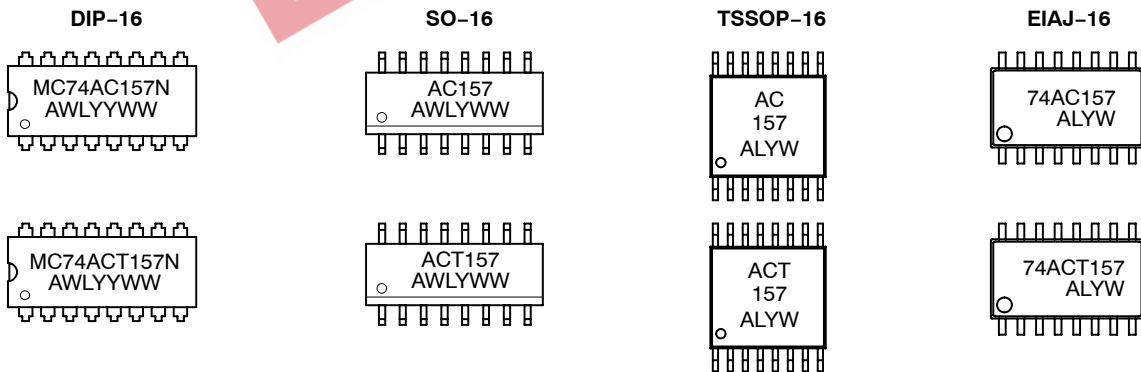 DIP−16
SO−16
TSSOP−16
EIAJ−16
MC74AC157N
AWLYYWW
AC157
AWLYWW
AC
157
ALYW
74AC157
ALYW
MC74ACT157N
AWLYYWW
ACT157
AWLYWW
ACT
157
ALYW
74ACT157
ALYW